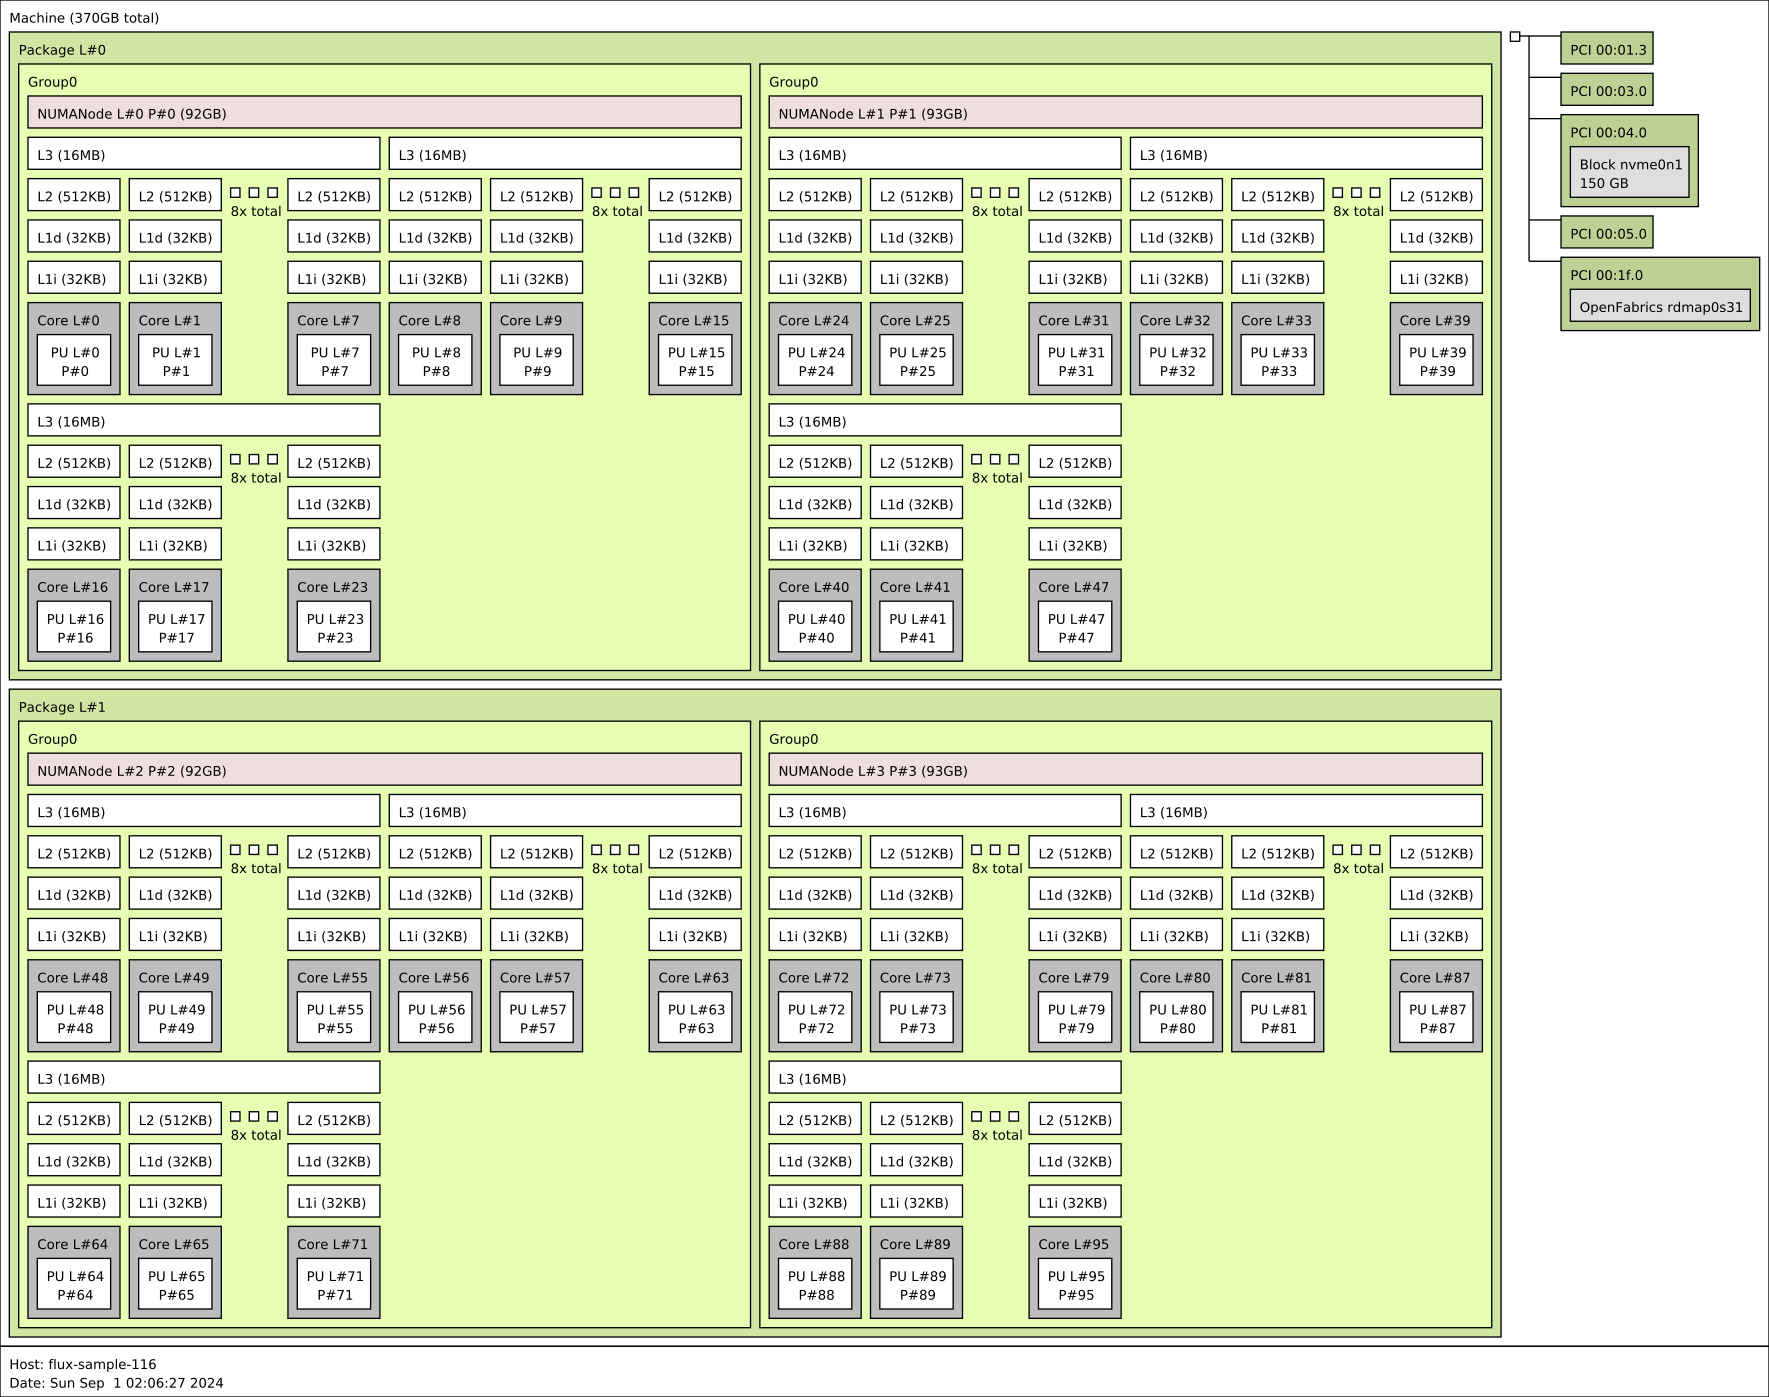 Machine (370GB total)
Package L#0
Group0
NUMANode L#0 P#0 (92GB)
L3 (16MB) L3 (16MB)
L2 (512KB) L2 (512KB) 8x total L2 (512KB) L2 (512KB) L2 (512KB) 8x total L2 (512KB)
L1d (32KB) L1d (32KB) L1d (32KB) L1d (32KB) L1d (32KB) L1d (32KB)
L1i (32KB) L1i (32KB) L1i (32KB) L1i (32KB) L1i (32KB) L1i (32KB)
Core L#0 Core L#1 Core L#7 Core L#8 Core L#9 Core L#15
PU L#0 PU L#1 PU L#7 PU L#8 PU L#9 PU L#15
P#0 P#1 P#7 P#8 P#9 P#15
L3 (16MB)
L2 (512KB) L2 (512KB) 8x total L2 (512KB)
L1d (32KB) L1d (32KB) L1d (32KB)
L1i (32KB) L1i (32KB) L1i (32KB)
Core L#16 Core L#17 Core L#23
PU L#16 PU L#17 PU L#23
P#16 P#17 P#23
Group0
NUMANode L#1 P#1 (93GB)
L3 (16MB) L3 (16MB)
L2 (512KB) L2 (512KB) 8x total L2 (512KB) L2 (512KB) L2 (512KB) 8x total L2 (512KB)
L1d (32KB) L1d (32KB) L1d (32KB) L1d (32KB) L1d (32KB) L1d (32KB)
L1i (32KB) L1i (32KB) L1i (32KB) L1i (32KB) L1i (32KB) L1i (32KB)
Core L#24 Core L#25 Core L#31 Core L#32 Core L#33 Core L#39
PU L#24 PU L#25 PU L#31 PU L#32 PU L#33 PU L#39
P#24 P#25 P#31 P#32 P#33 P#39
L3 (16MB)
L2 (512KB) L2 (512KB) 8x total L2 (512KB)
L1d (32KB) L1d (32KB) L1d (32KB)
L1i (32KB) L1i (32KB) L1i (32KB)
Core L#40 Core L#41 Core L#47
PU L#40 PU L#41 PU L#47
P#40 P#41 P#47
Package L#1
Group0
NUMANode L#2 P#2 (92GB)
L3 (16MB) L3 (16MB)
L2 (512KB) L2 (512KB) 8x total L2 (512KB) L2 (512KB) L2 (512KB) 8x total L2 (512KB)
L1d (32KB) L1d (32KB) L1d (32KB) L1d (32KB) L1d (32KB) L1d (32KB)
L1i (32KB) L1i (32KB) L1i (32KB) L1i (32KB) L1i (32KB) L1i (32KB)
Core L#48 Core L#49 Core L#55 Core L#56 Core L#57 Core L#63
PU L#48 PU L#49 PU L#55 PU L#56 PU L#57 PU L#63
P#48 P#49 P#55 P#56 P#57 P#63
L3 (16MB)
L2 (512KB) L2 (512KB) 8x total L2 (512KB)
L1d (32KB) L1d (32KB) L1d (32KB)
L1i (32KB) L1i (32KB) L1i (32KB)
Core L#64 Core L#65 Core L#71
PU L#64 PU L#65 PU L#71
P#64 P#65 P#71
Group0
NUMANode L#3 P#3 (93GB)
L3 (16MB) L3 (16MB)
L2 (512KB) L2 (512KB) 8x total L2 (512KB) L2 (512KB) L2 (512KB) 8x total L2 (512KB)
L1d (32KB) L1d (32KB) L1d (32KB) L1d (32KB) L1d (32KB) L1d (32KB)
L1i (32KB) L1i (32KB) L1i (32KB) L1i (32KB) L1i (32KB) L1i (32KB)
Core L#72 Core L#73 Core L#79 Core L#80 Core L#81 Core L#87
PU L#72 PU L#73 PU L#79 PU L#80 PU L#81 PU L#87
P#72 P#73 P#79 P#80 P#81 P#87
L3 (16MB)
L2 (512KB) L2 (512KB) 8x total L2 (512KB)
L1d (32KB) L1d (32KB) L1d (32KB)
L1i (32KB) L1i (32KB) L1i (32KB)
Core L#88 Core L#89 Core L#95
PU L#88 PU L#89 PU L#95
P#88 P#89 P#95
PCI 00:01.3
PCI 00:03.0
PCI 00:04.0
Block nvme0n1
150 GB
PCI 00:05.0
PCI 00:1f.0
OpenFabrics rdmap0s31
Host: flux-sample-116
Date: Sun Sep  1 02:06:27 2024